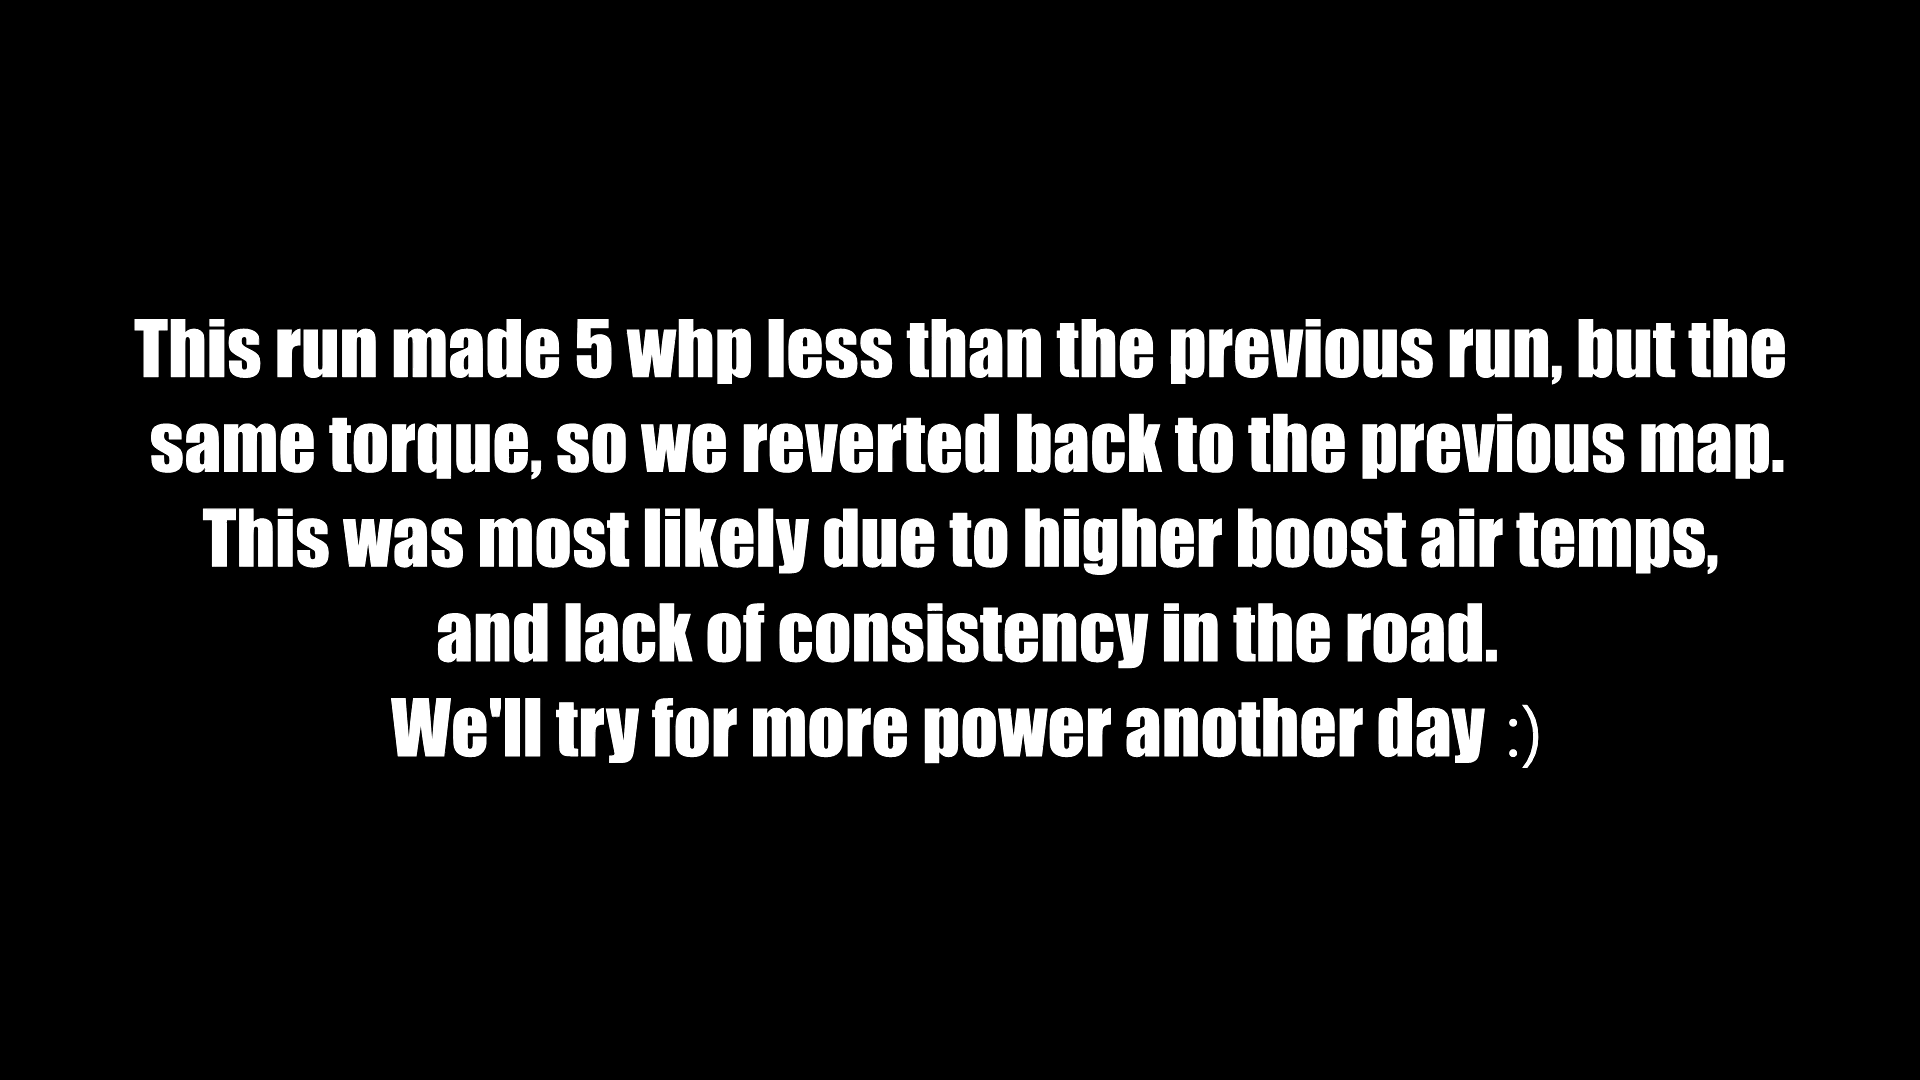 This run made 5 whp less than the previous run, but the
same torque, so we reverted back to the previous map.
This was most likely due to higher boost air temps,
and lack of consistency in the road.
We'll try for more power another day :)